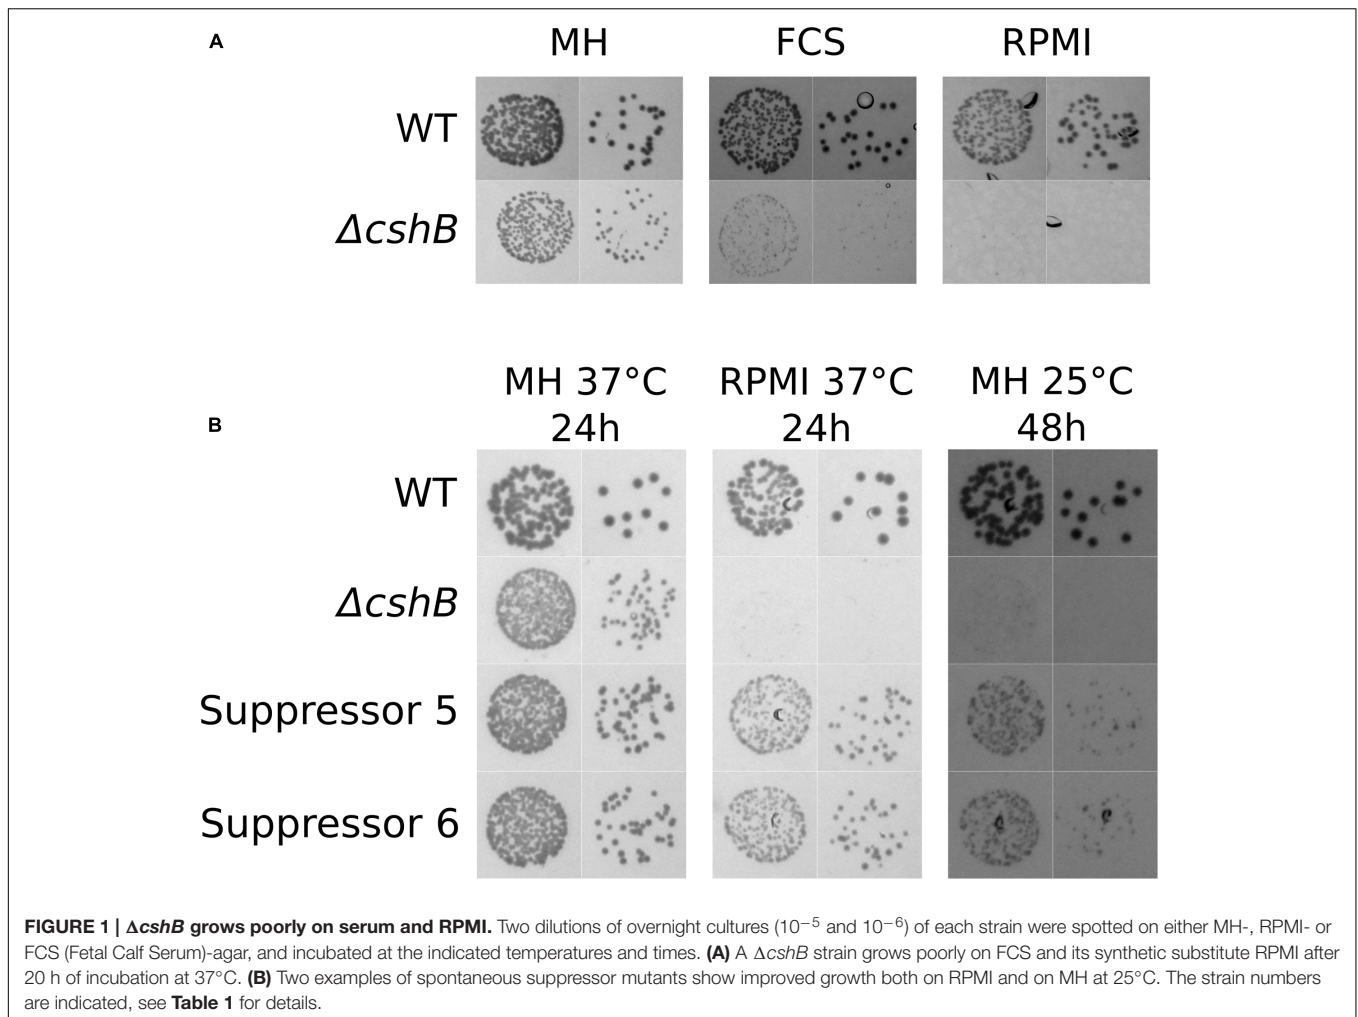 A
MH FCS RPMI
WT
ΔcshB
MH 37°C RPMI 37°C MH 25°C
24h 24h 48h
B
WT
ΔcshB
Suppressor 5
Suppressor 6
FIGURE 1 | ΔcshB grows poorly on serum and RPMI. Two dilutions of overnight cultures (10−5 and 10−6) of each strain were spotted on either MH-, RPMI- or
FCS (Fetal Calf Serum)-agar, and incubated at the indicated temperatures and times. (A) A ΔcshB strain grows poorly on FCS and its synthetic substitute RPMI after
20 h of incubation at 37°C. (B) Two examples of spontaneous suppressor mutants show improved growth both on RPMI and on MH at 25°C. The strain numbers
are indicated, see Table 1 for details.